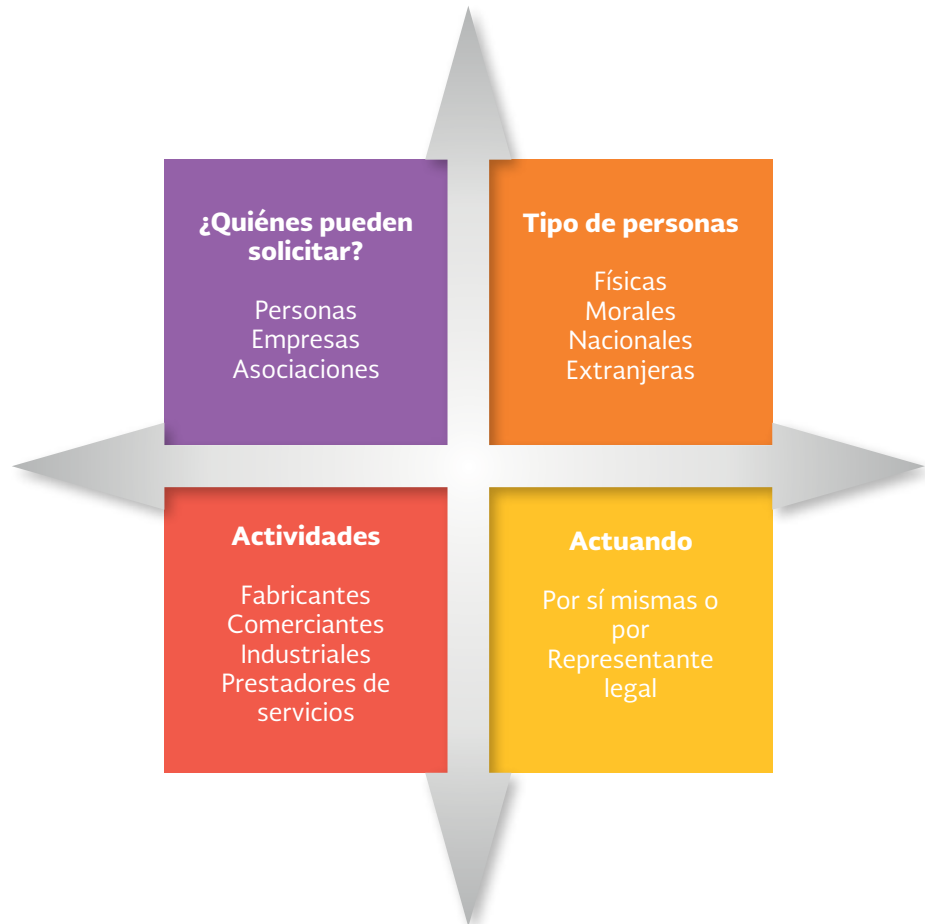 ¿Quiénes pueden
solicitar?
Personas
Empresas
Asociaciones
Tipo de personas
Físicas
Morales
Nacionales
Extranjeras
Actividades
Fabricantes
Comerciantes
Industriales
Prestadores de
servicios
Actuando
Por sí mismas o
por
Representante
legal